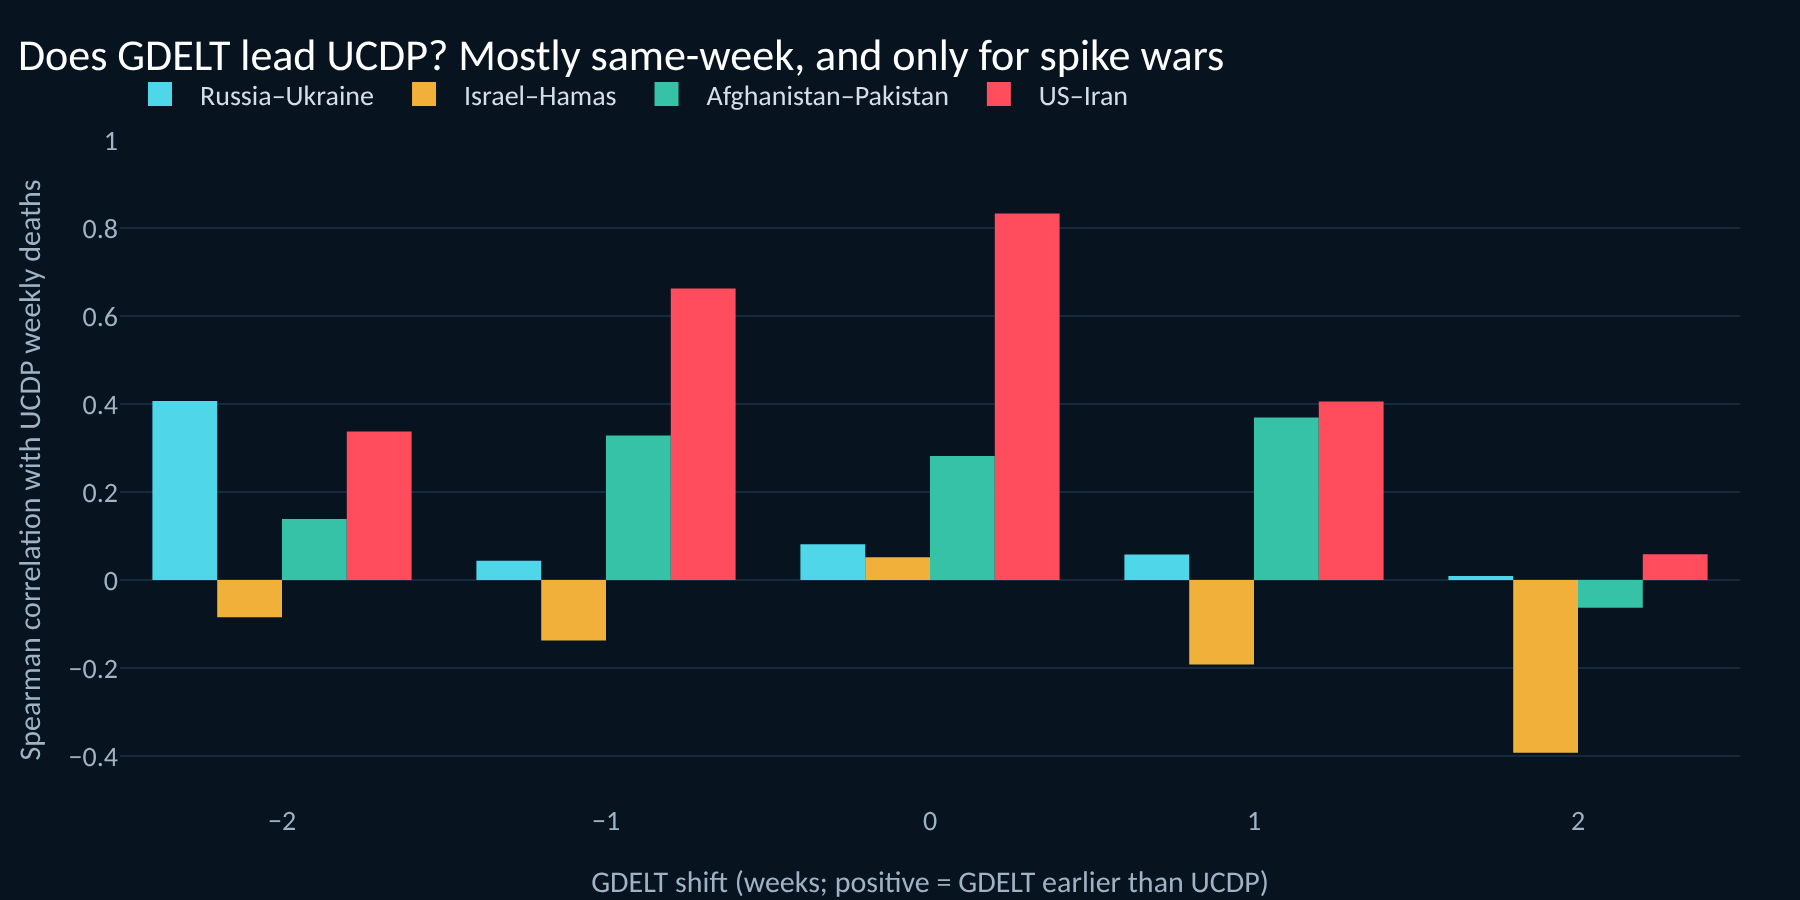 Does GDELT lead UCDP? Mostly same-week, and only for spike wars
Russia–Ukraine
Israel–Hamas
Afghanistan–Pakistan
US–Iran
Spearman correlation with UCDP weekly deaths
1
0.8
0.6
0.4
0.2
0
−0.2
−0.4
−2
−1
0
1
2
GDELT shift (weeks; positive = GDELT earlier than UCDP)